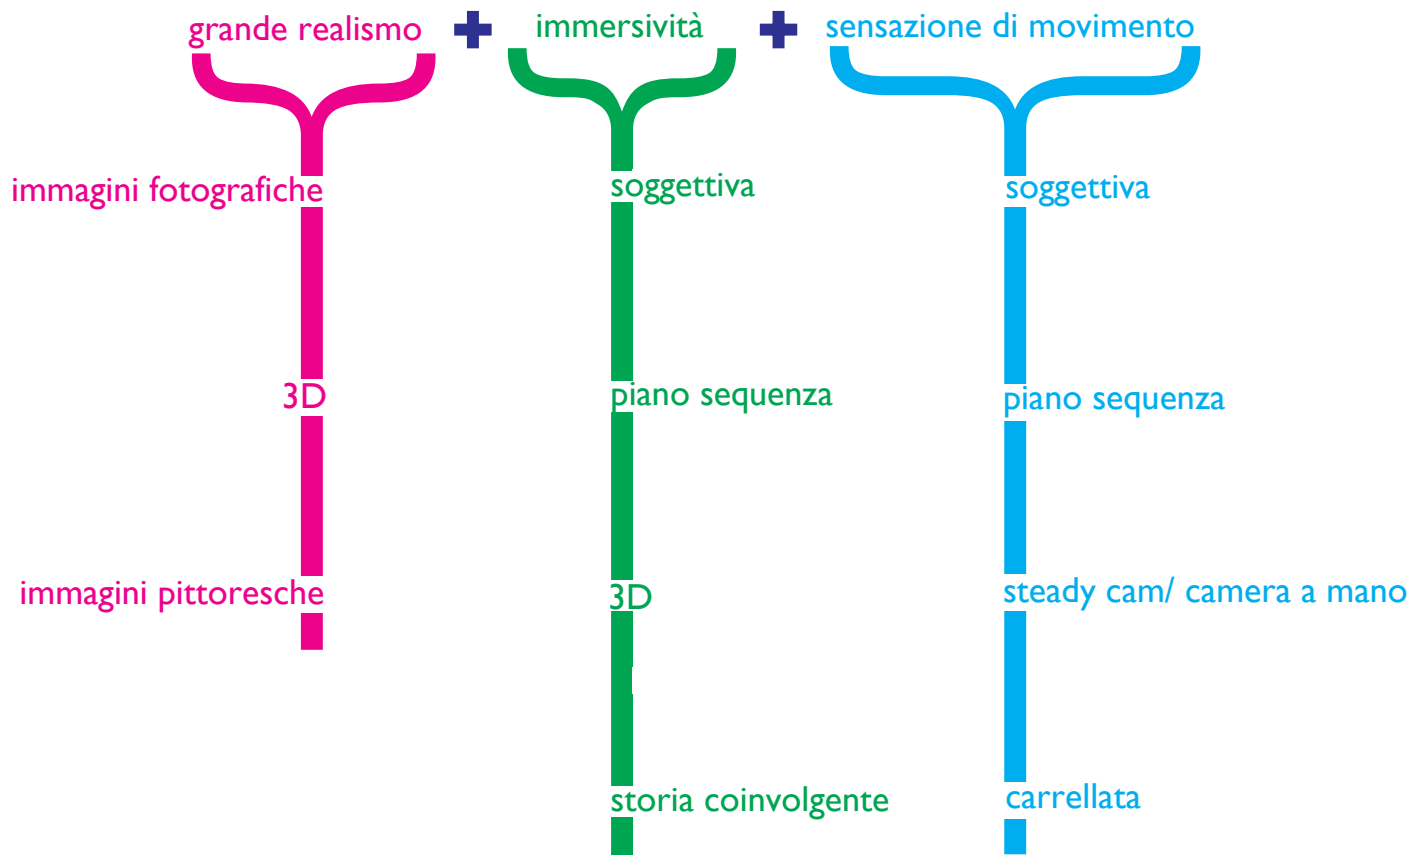 grande realismo + immersività + sensazione di movimento
immagini fotografiche
soggettiva
soggettiva
3D
piano sequenza
piano sequenza
immagini pittoresche
3D
steady cam/ camera a mano
storia coinvolgente
carrellata